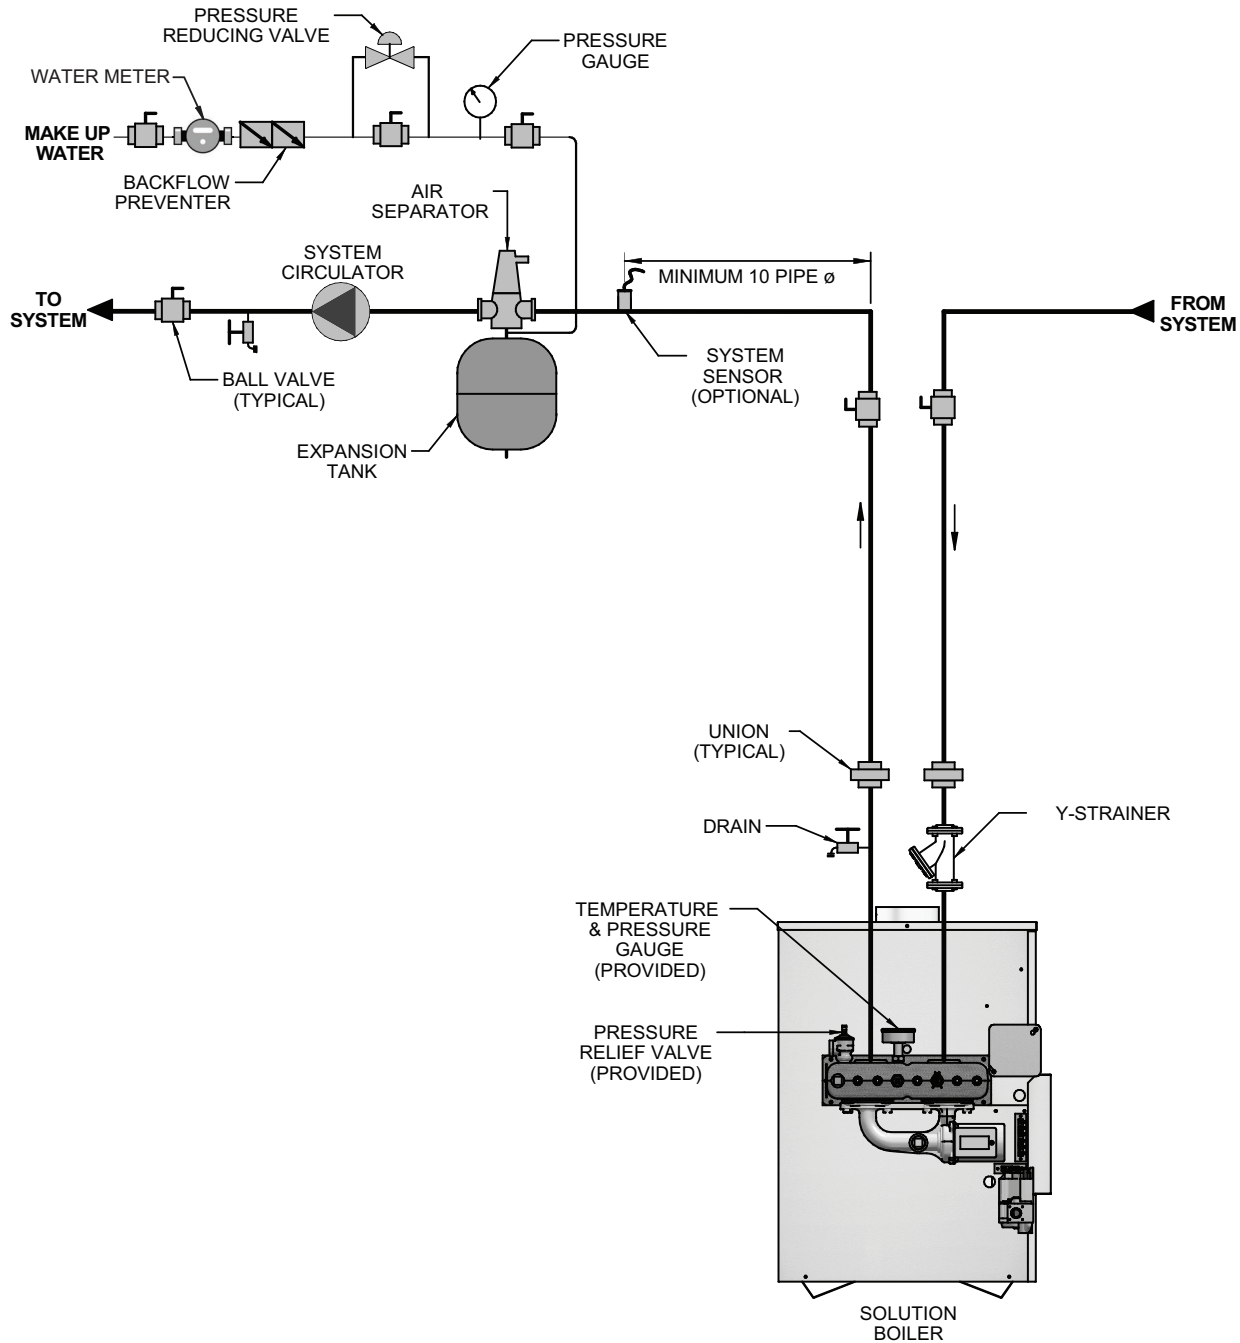 PRESSURE
REDUCING VALVE
PRESSURE
GAUGE
WATER METER
MAKE UP
WATER
BACKFLOW
PREVENTER
AIR
SEPARATOR
SYSTEM
CIRCULATOR
MINIMUM 10 PIPE ø
TO
SYSTEM
FROM
SYSTEM
BALL VALVE
(TYPICAL)
SYSTEM
SENSOR
(OPTIONAL)
EXPANSION
TANK
UNION
(TYPICAL)
DRAIN
Y-STRAINER
TEMPERATURE
& PRESSURE
GAUGE
(PROVIDED)
PRESSURE
RELIEF VALVE
(PROVIDED)
SOLUTION
BOILER